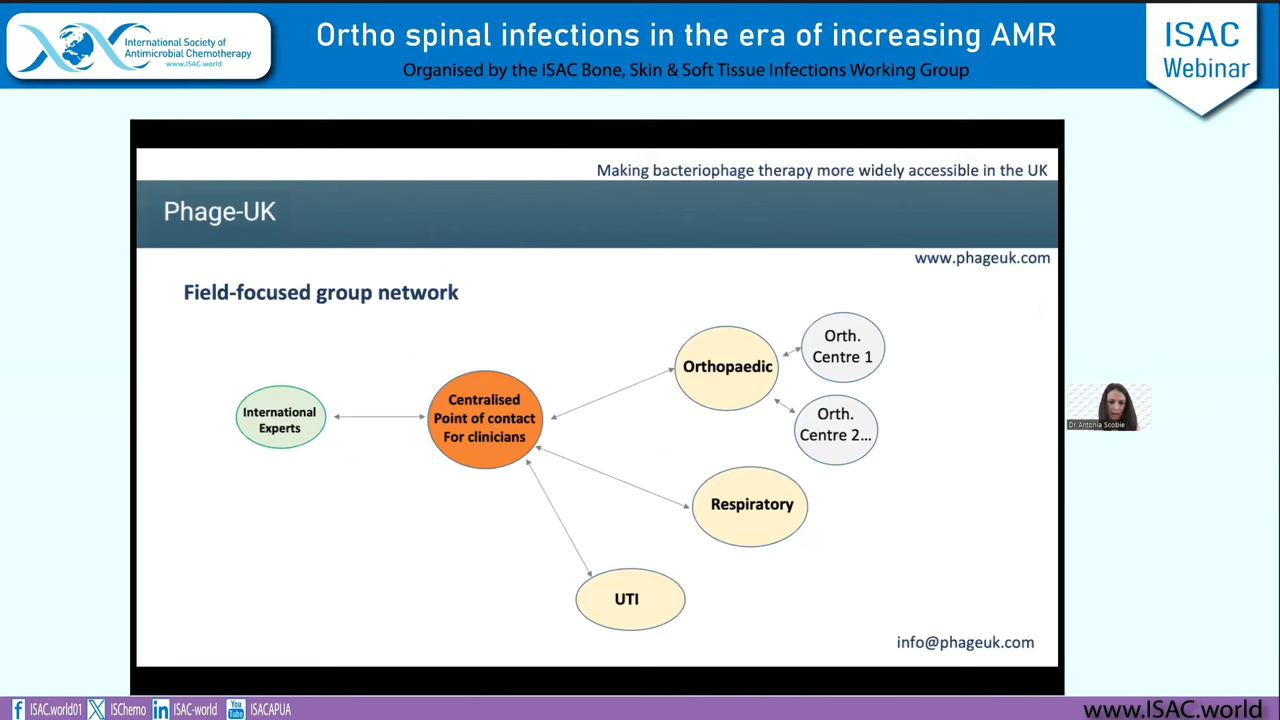 International Society of
Antimicrobial Chemotherapy
www.ISAC.world
Ortho spinal infections in the era of increasing AMR
Organised by the ISAC Bone, Skin & Soft Tissue Infections Working Group
ISAC
Webinar
Making bacteriophage therapy more widely accessible in the UK
Phage-UK
www.phageuk.com
Field-focused group network
International
Experts
Centralised
Point of contact
For clinicians
Orthopaedic
Orth.
Centre 1
Orth.
Centre 2...
Respiratory
UTI
info@phageuk.com
Dr Antonia Scobie
f ISAC.world01
X ISChemo
in ISAC-world
You
Tube
ISACAPUA
www.ISAC.world